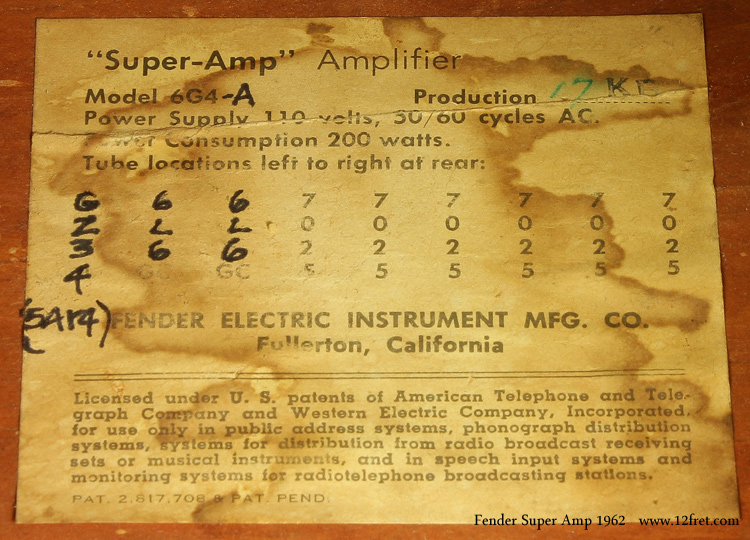 "Super-Amp" Amplifier
Model 6G4-A Production 17 KE
Power Supply 110 volts, 50/60 cycles AC.
Power Consumption 200 watts.
Tube locations left to right at rear:
6 6 6 7 7 7 7 7 7
Z L L 0 0 0 0 0 0
3 6 6 2 2 2 2 2 2
4 GC GC 5 5 5 5 5 5
(5AR4) FENDER ELECTRIC INSTRUMENT MFG. CO.
Fullerton, California
Licensed under U. S. patents of American Telephone and Tele-
graph Company and Western Electric Company, Incorporated,
for use only in public address systems, phonograph distribution
systems, systems for distribution from radio broadcast receiving
sets or musical instruments, and in speech input systems and
monitoring systems for radiotelephone broadcasting stations.
PAT. 2,817,708 & PAT. PEND.
Fender Super Amp 1962 www.12fret.com